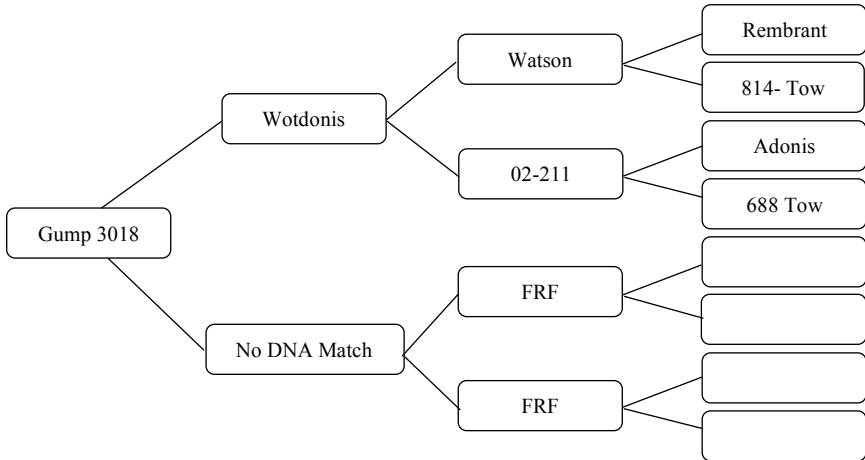 Rembrant
Watson
814- Tow
Wotdonis
Adonis
02-211
688 Tow
Gump 3018
FRF
No DNA Match
FRF